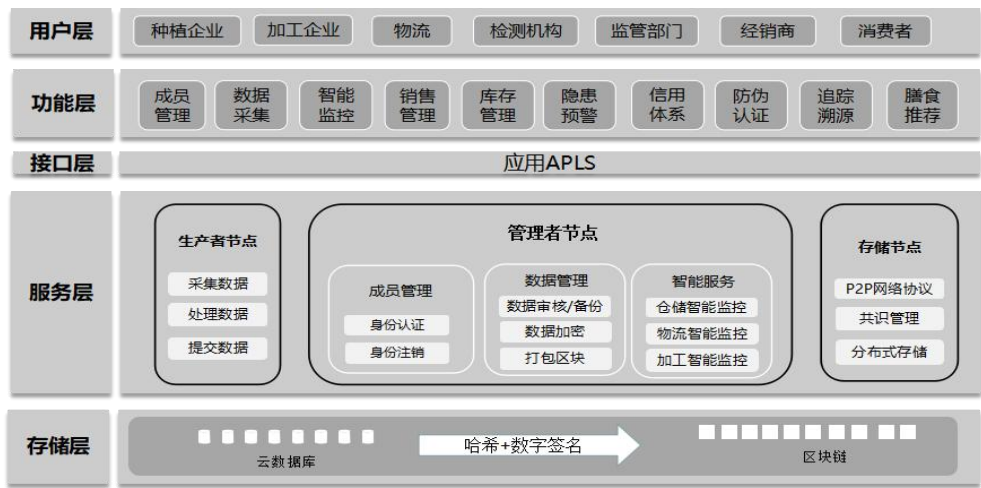 用户层
种植企业 加工企业 物流 检测机构 监管部门 经销商 消费者
功能层
成员管理 数据采集 智能监控 销售管理 库存管理 隐患预警 信用体系 防伪认证 追踪溯源 膳食推荐
接口层
应用APLS
服务层
生产者节点
采集数据
处理数据
提交数据
管理者节点
成员管理
身份认证
身份注销
数据管理
数据审核/备份
数据加密
打包区块
智能服务
仓储智能监控
物流智能监控
加工智能监控
存储节点
P2P网络协议
共识管理
分布式存储
存储层
云数据库
哈希+数字签名
区块链